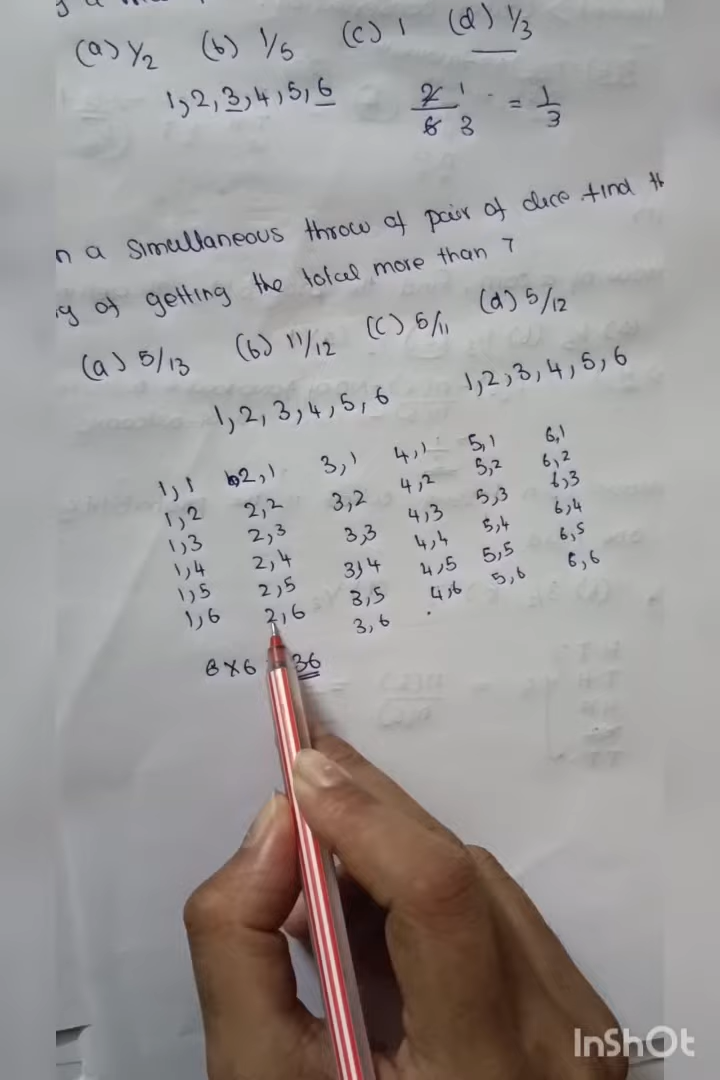 (a) 1/2 (b) 1/5 (c) 1 (d) 1/3
1,2,3,4,5,6 2 1 / 6 3 = 1/3
n a simullaneous throw of pair of dice find th
y of getting the total more than 7
(a) 5/13 (b) 11/12 (c) 5/11 (d) 5/12
1,2,3,4,5,6 1,2,3,4,5,6
1,1 2,1 3,1 4,1 5,1 6,1
1,2 2,2 3,2 4,2 5,2 6,2
1,3 2,3 3,3 4,3 5,3 6,3
1,4 2,4 3,4 4,4 5,4 6,4
1,5 2,5 3,5 4,5 5,5 6,5
1,6 2,6 3,6 4,6 5,6 6,6
6×6 36
InShOt